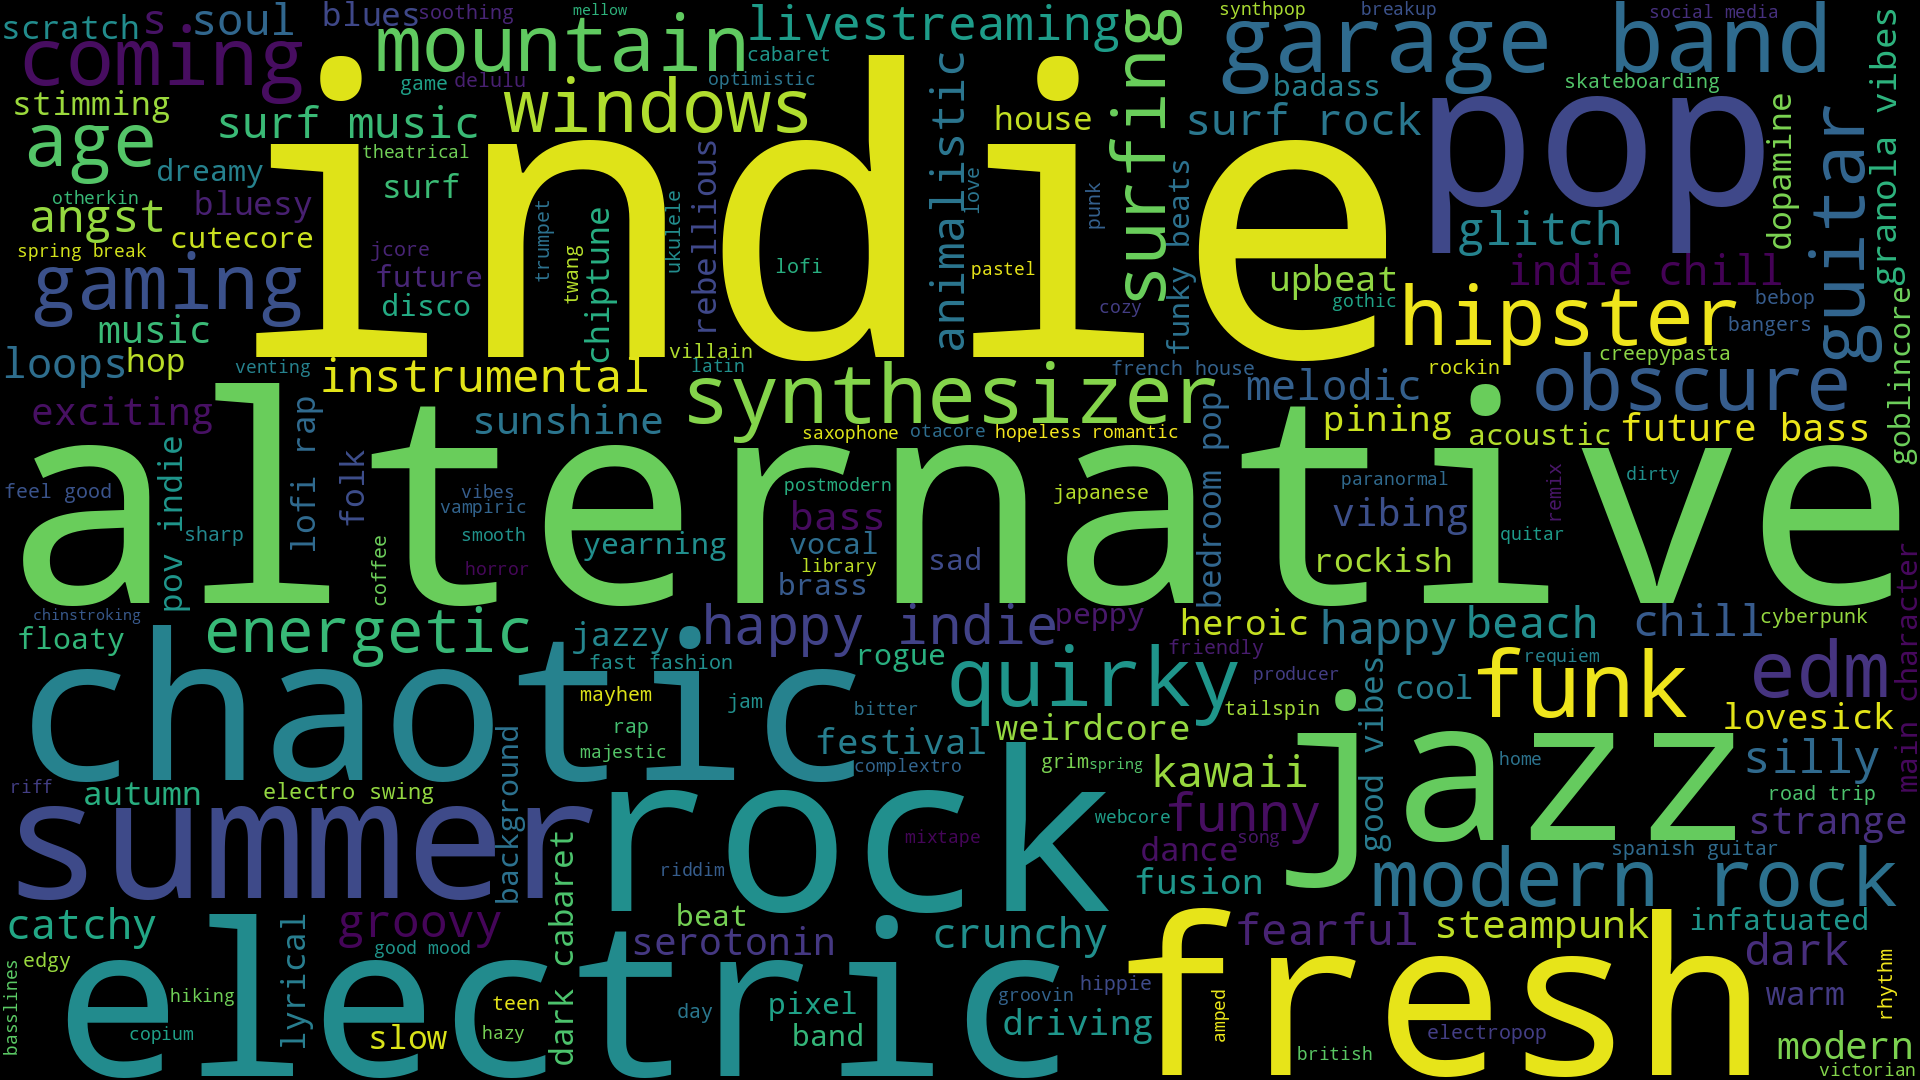 scratch
s
soul
blues
soothing
mellow
livestreaming
synthpop
breakup
social media
coming
mountain
cabaret
garage band
granola vibes
game
delulu
optimistic
badass
skateboarding
stimming
windows
animalistic
house
surfing
surf rock
pop
dopamine
guitar
age
surf music
indie
theatrical
dreamy
surf
rebellious
love
punk
funky beats
otherkin
angst
bluesy
trumpet
ukulele
glitch
cutecore
spring break
jcore
twang
chiptune
lofi
pastel
upbeat
indie chill
gaming
future
disco
cozy
gothic
hipster
bebop
bangers
goblincore
music
loops
hop
venting
villain
latin
french house
rockin
creepypasta
instrumental
synthesizer
melodic
obscure
exciting
lofi rap
sunshine
saxophone
otacore
hopeless romantic
bedroom pop
pining
acoustic
future bass
alternative
feel good
pov indie
folk
vibes
vampiric
postmodern
japanese
paranormal
remix
dirty
sharp
smooth
bass
vibing
quitar
coffee
yearning
vocal
library
sad
rockish
horror
brass
main character
chinstroking
floaty
energetic
jazzy
happy indie
peppy
heroic
happy
beach
chill
cyberpunk
fast fashion
rogue
friendly
requiem
chaotic
mayhem
jam
quirky
producer
good vibes
cool
funk
edm
bitter
tailspin
lovesick
rap
majestic
festival
weirdcore
jazz
silly
complextro
grim
spring
kawaii
home
riff
autumn
electro swing
background
road trip
summer
rock
webcore
funny
strange
mixtape
song
dance
spanish guitar
riddim
fusion
modern rock
dark cabaret
catchy
lyrical
groovy
beat
crunchy
fearful
steampunk
infatuated
good mood
serotonin
edgy
dark
basslines
electric
fresh
hiking
teen
day
pixel
groovin
hippie
amped
warm
rhythm
copium
slow
hazy
band
driving
electropop
british
modern
victorian